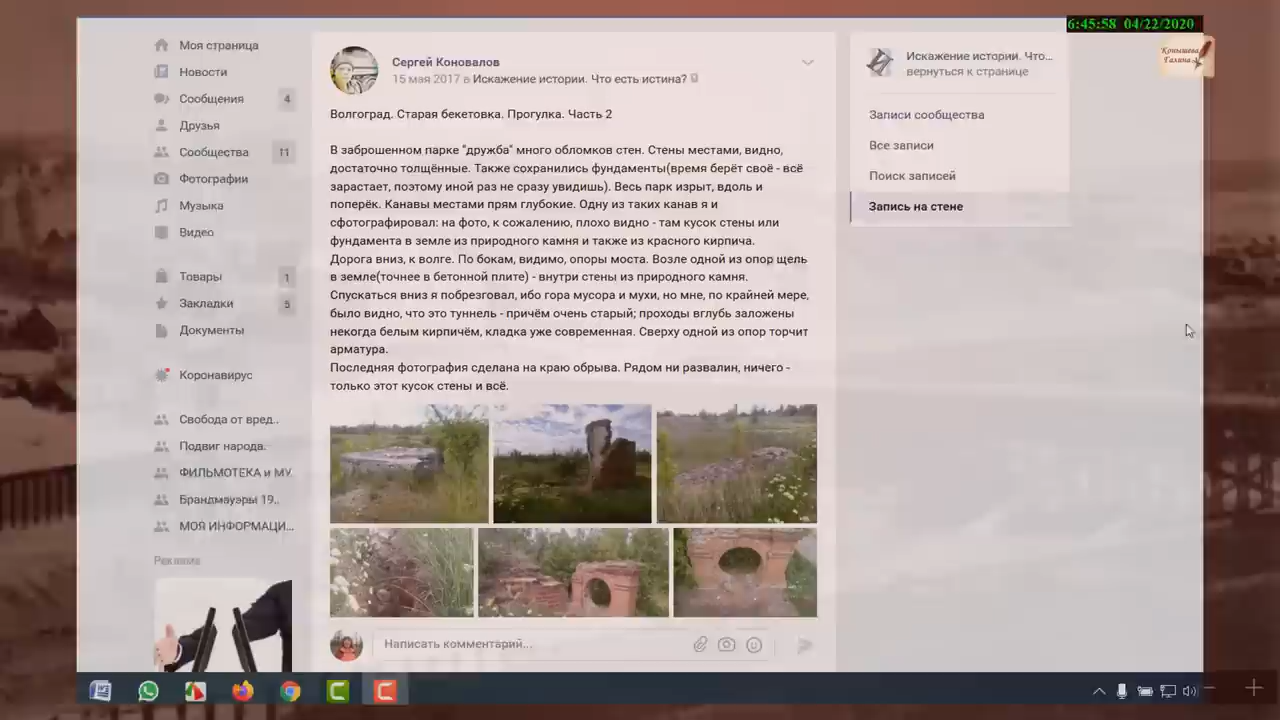 6:45:58 04/22/2020
Конышева
Галина
Моя страница
Новости
Сообщения 4
Друзья
Сообщества 11
Фотографии
Музыка
Видео
Товары 1
Закладки 5
Документы
Коронавирус
Свобода от вред..
Подвиг народа.
ФИЛЬМОТЕКА и МУ
Брандмауэры 19..
МОЯ ИНФОРМАЦИ...
Реклама
Сергей Коновалов
15 мая 2017 в Искажение истории. Что есть истина?
Волгоград. Старая бекетовка. Прогулка. Часть 2
В заброшенном парке "дружба" много обломков стен. Стены местами, видно,
достаточно толщённые. Также сохранились фундаменты(время берёт своё - всё
зарастает, поэтому иной раз не сразу увидишь). Весь парк изрыт, вдоль и
поперёк. Канавы местами прям глубокие. Одну из таких канав я и
сфотографировал: на фото, к сожалению, плохо видно - там кусок стены или
фундамента в земле из природного камня и также из красного кирпича.
Дорога вниз, к волге. По бокам, видимо, опоры моста. Возле одной из опор щель
в земле(точнее в бетонной плите) - внутри стены из природного камня.
Спускаться вниз я побрезговал, ибо гора мусора и мухи, но мне, по крайней мере,
было видно, что это туннель - причём очень старый; проходы вглубь заложены
некогда белым кирпичём, кладка уже современная. Сверху одной из опор торчит
арматура.
Последняя фотография сделана на краю обрыва. Рядом ни развалин, ничего -
только этот кусок стены и всё.
Написать комментарий...
Искажение истории. Что...
вернуться к странице
Записи сообщества
Все записи
Поиск записей
Запись на стене